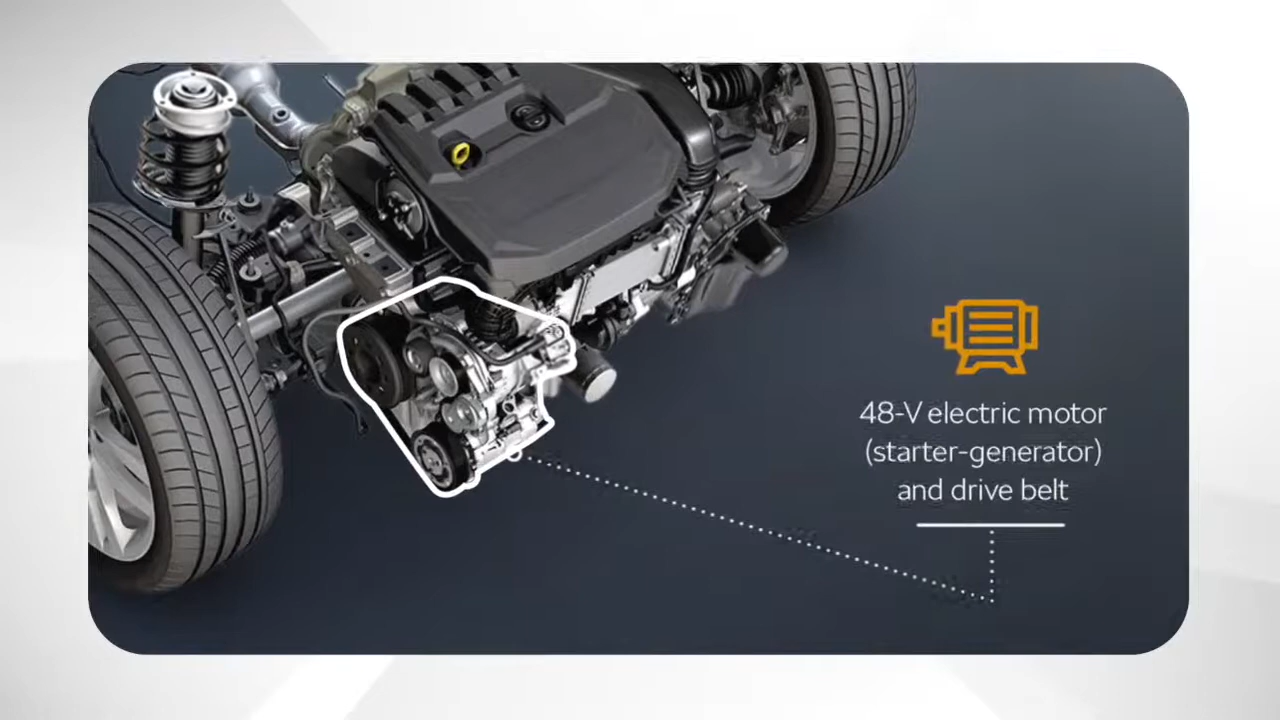 48-V electric motor
(starter-generator)
and drive belt